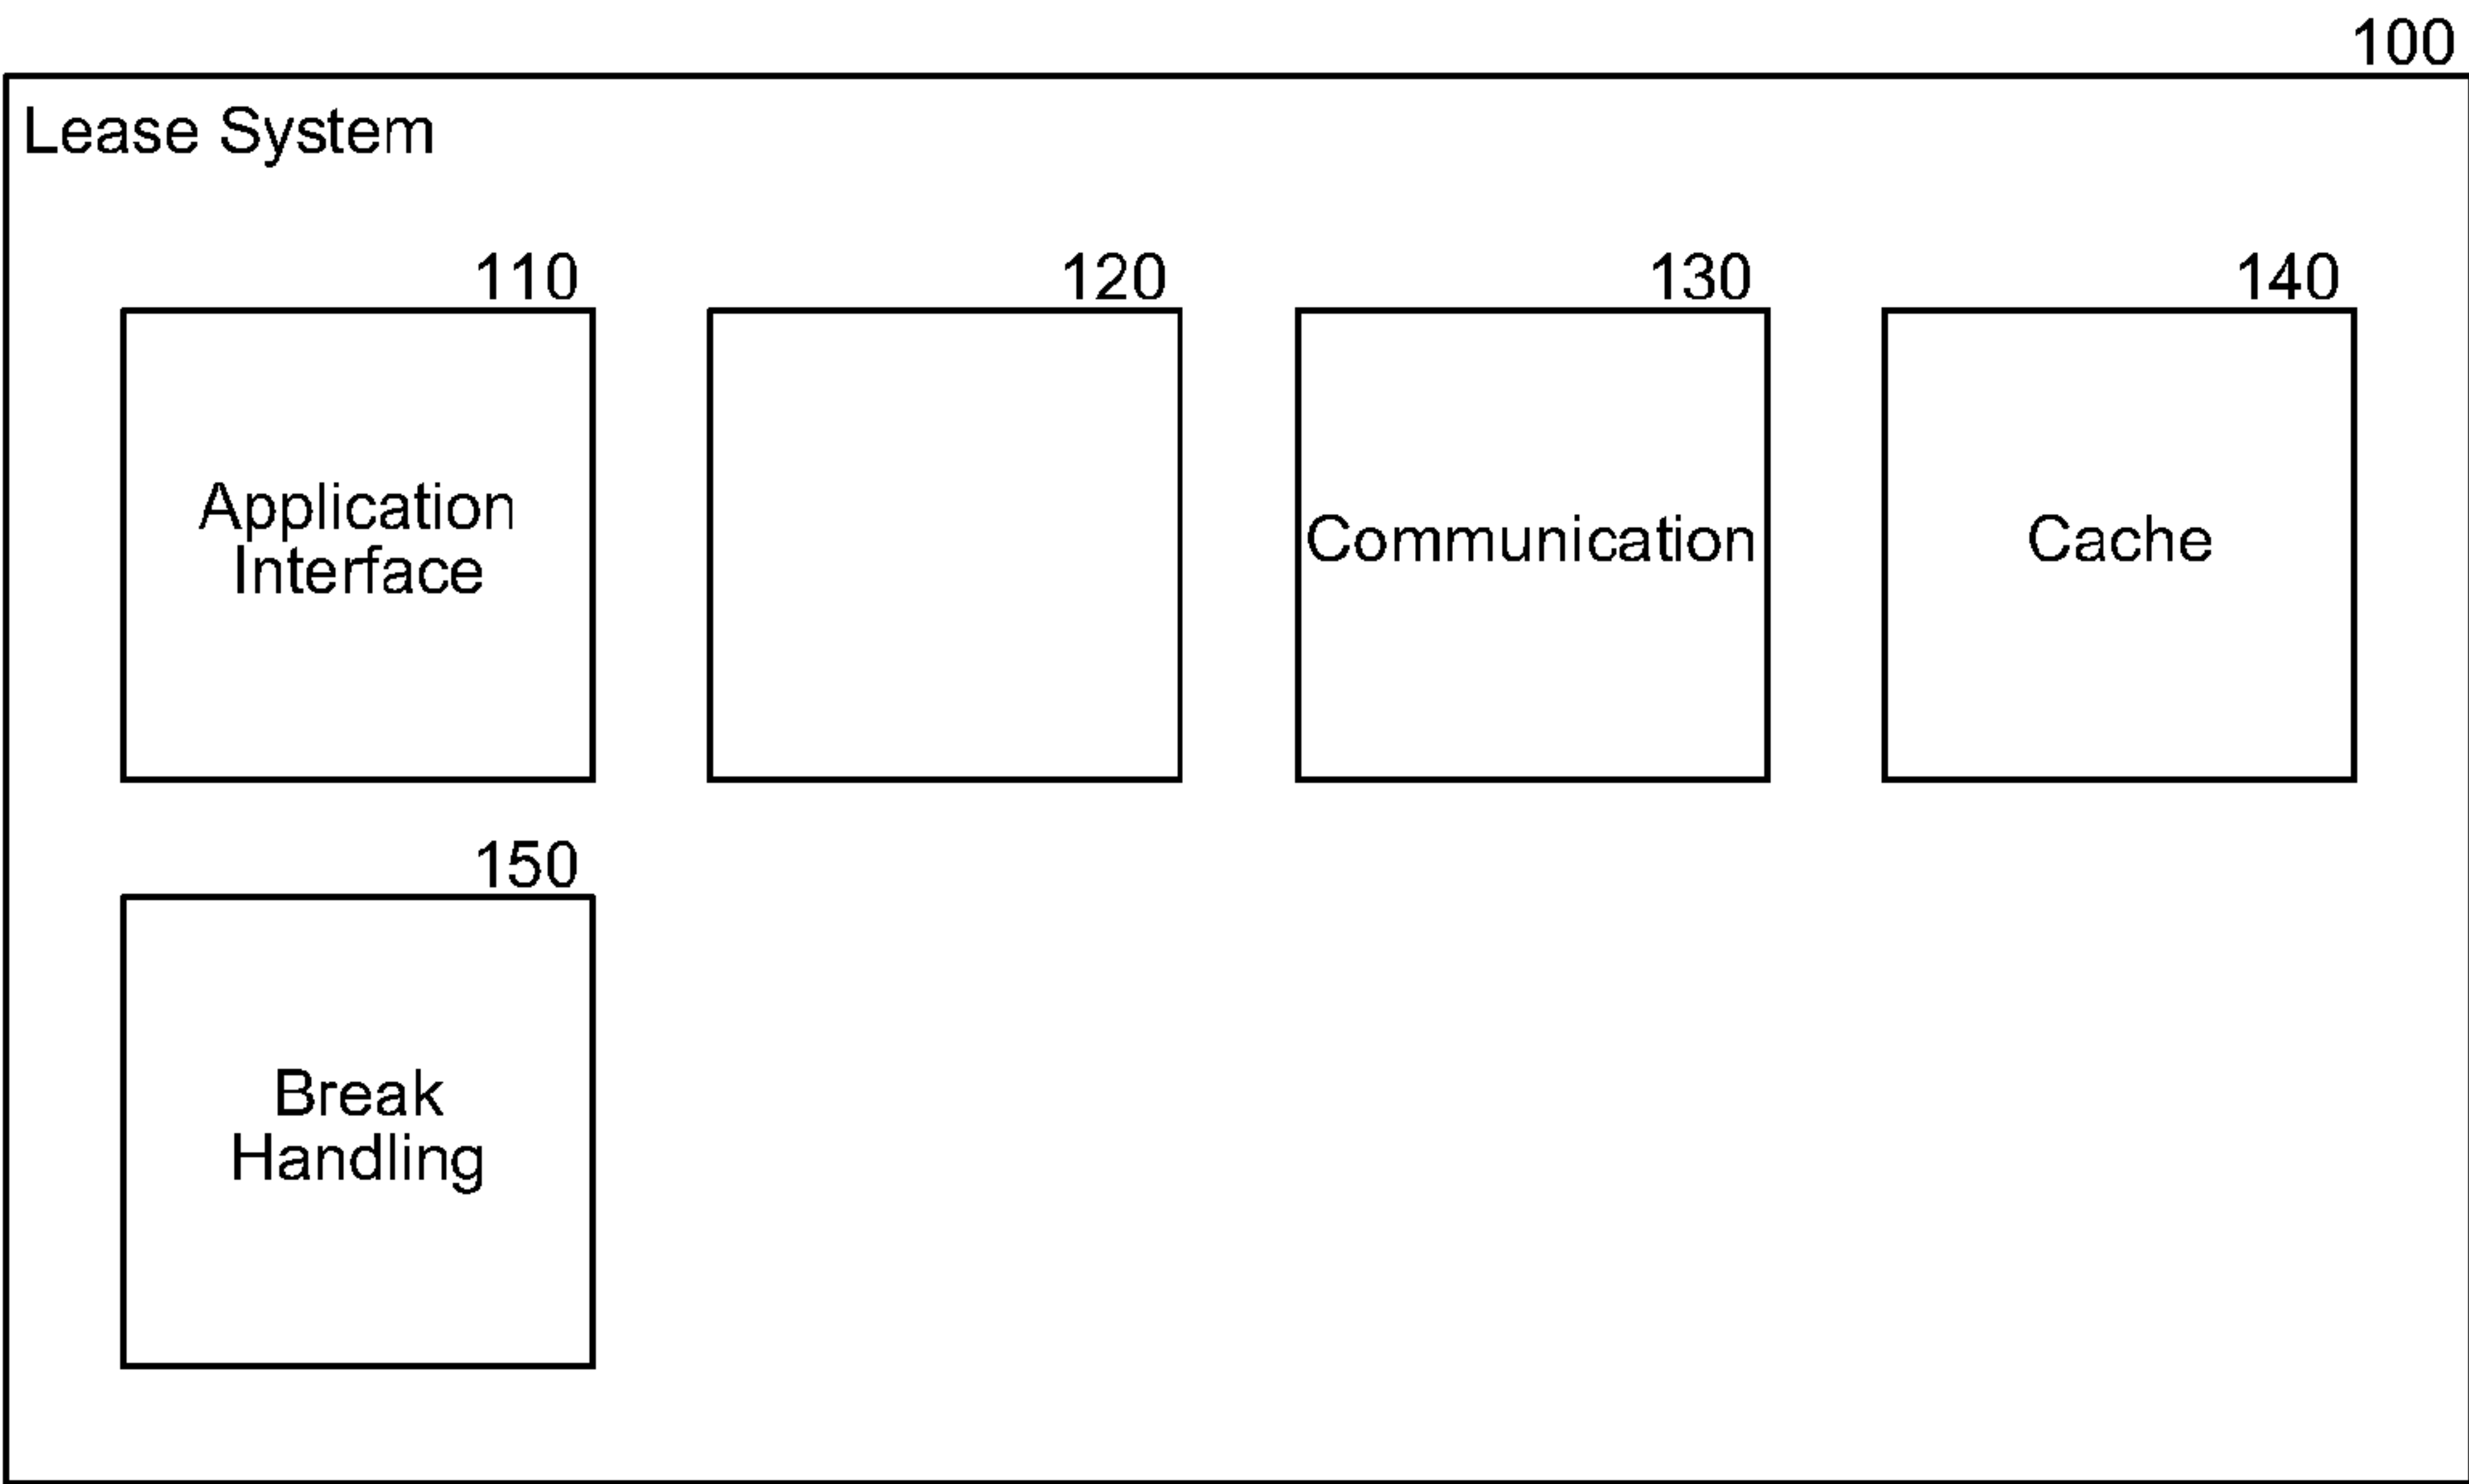 100
Lease System
110
120
130
140
Application
Interface
Communication
Cache
150
Break
Handling